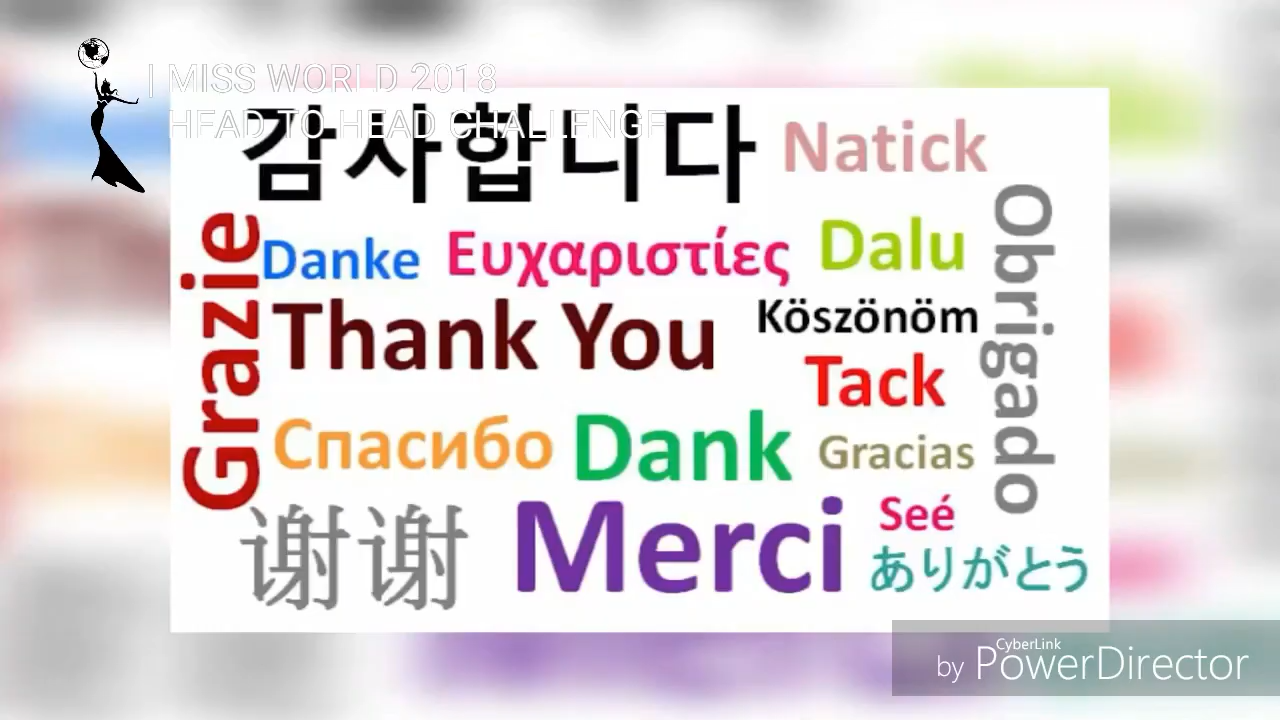 | MISS WORLD 2018
HEAD TO HEAD CHALLENGE
감사합니다
Natick
Grazie
Danke
Ευχαριστίες
Dalu
Obrigado
Thank You
Köszönöm
Tack
Спасибо
Dank
Gracias
谢谢
Merci
Seé
ありがとう
CyberLink
by PowerDirector